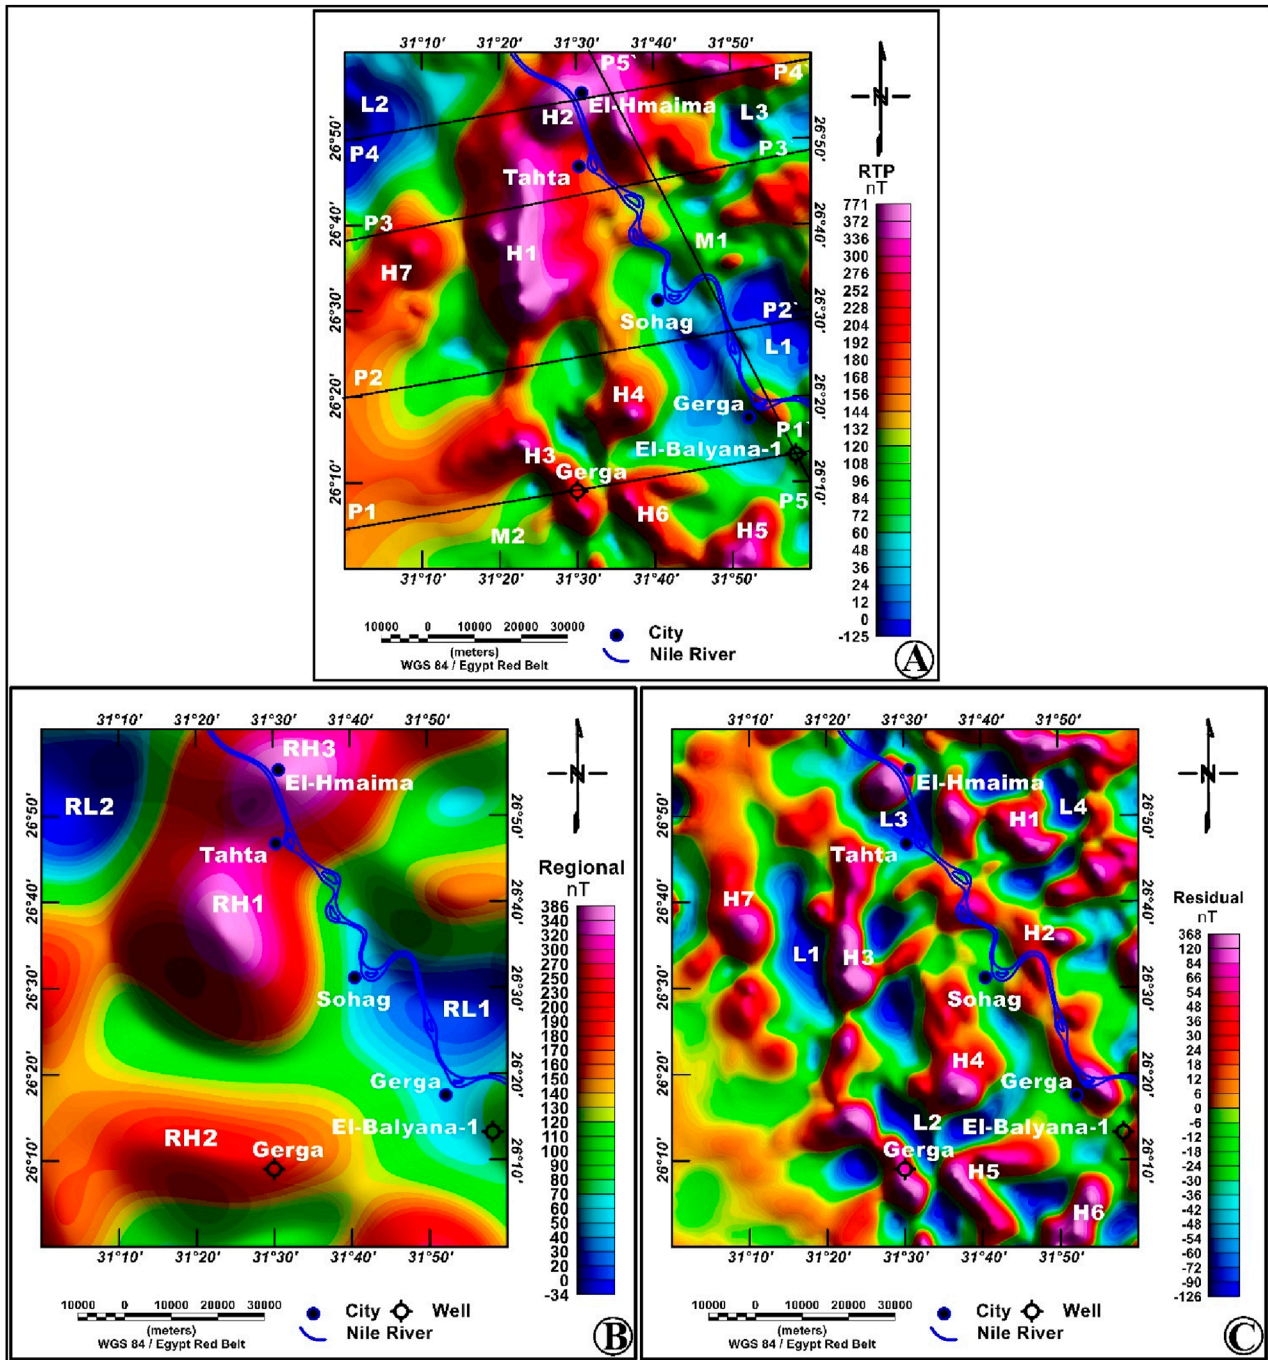 31°10' 31°20' 31°30' 31°40' 31°50'
P5` P4`
L2 H2 El-Hmaima L3
26°50' 26°50'
P4 P3`
Tahta
RTP
nT
26°40' P3 26°40'
H7 H1 M1
26°30' Sohag P2` 26°30'
L1
P2
26°20' H4 Gerga 26°20'
P1`
H3 El-Balyana-1
26°10' Gerga 26°10'
P1 H6 P5
M2 H5
31°10' 31°20' 31°30' 31°40' 31°50'
771
372
336
300
276
252
228
204
192
180
168
156
144
132
120
108
96
84
72
60
48
36
24
12
0
-125
10000 0 10000 20000 30000
(meters)
WGS 84 / Egypt Red Belt
City
Nile River
A
31°10' 31°20' 31°30' 31°40' 31°50'
RH3
El-Hmaima
RL2
26°50' 26°50'
Tahta
26°40' RH1 26°40'
26°30' Sohag RL1 26°30'
26°20' Gerga 26°20'
El-Balyana-1
RH2 Gerga
26°10' 26°10'
31°10' 31°20' 31°30' 31°40' 31°50'
N
Regional
nT
386
340
320
300
270
250
230
210
190
180
170
160
150
140
130
120
110
100
90
80
70
60
50
40
30
20
0
-34
10000 0 10000 20000 30000
(meters)
WGS 84 / Egypt Red Belt
City Well
Nile River
B
31°10' 31°20' 31°30' 31°40' 31°50'
El-Hmaima
L3 H1 L4
26°50' 26°50'
Tahta
26°40' H7 26°40'
L1 H3 H2
26°30' Sohag 26°30'
H4
26°20' Gerga 26°20'
L2 El-Balyana-1
Gerga
26°10' H5 26°10'
H6
31°10' 31°20' 31°30' 31°40' 31°50'
N
Residual
nT
368
120
84
66
54
48
36
30
24
18
12
6
0
-6
-12
-18
-24
-30
-36
-42
-48
-54
-60
-72
-90
-126
10000 0 10000 20000 30000
(meters)
WGS 84 / Egypt Red Belt
City Well
Nile River
C